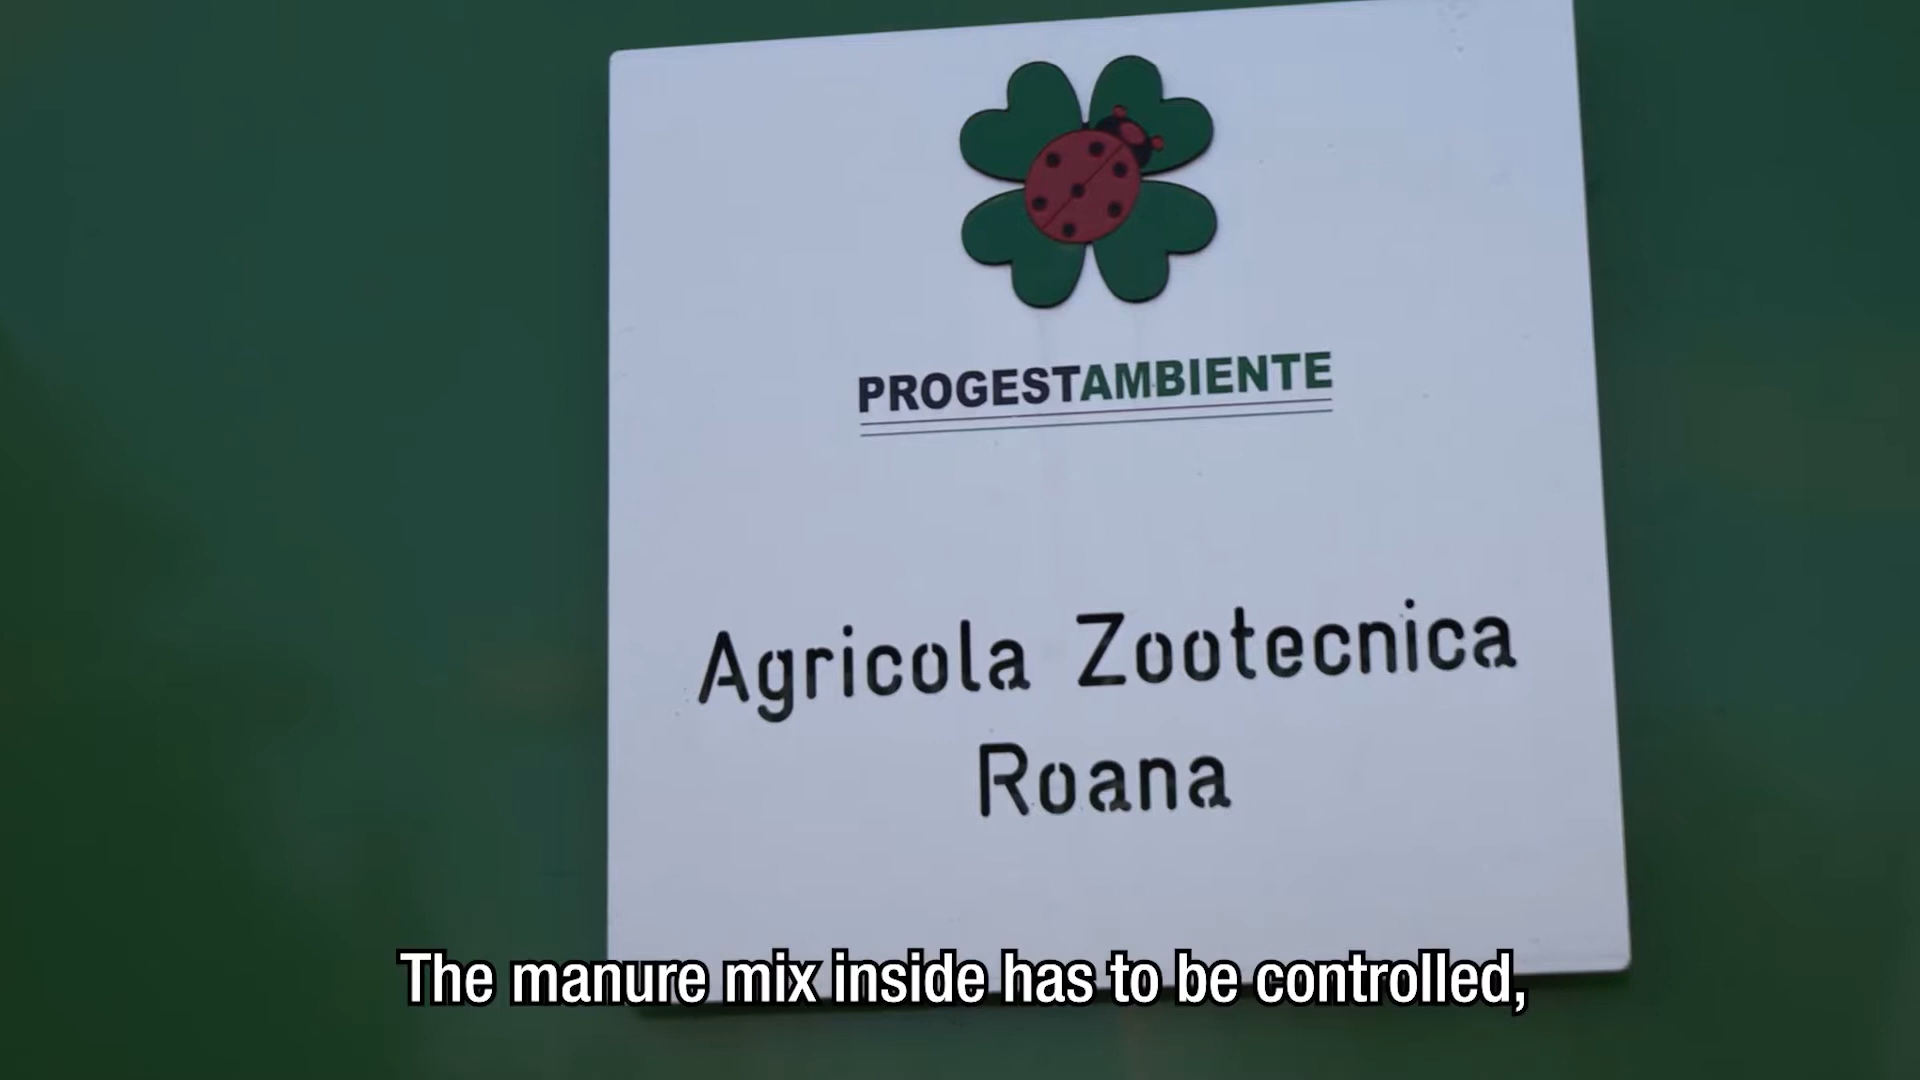 PROGESTAMBIENTE
Agricola Zootecnica
Roana
The manure mix inside has to be controlled,